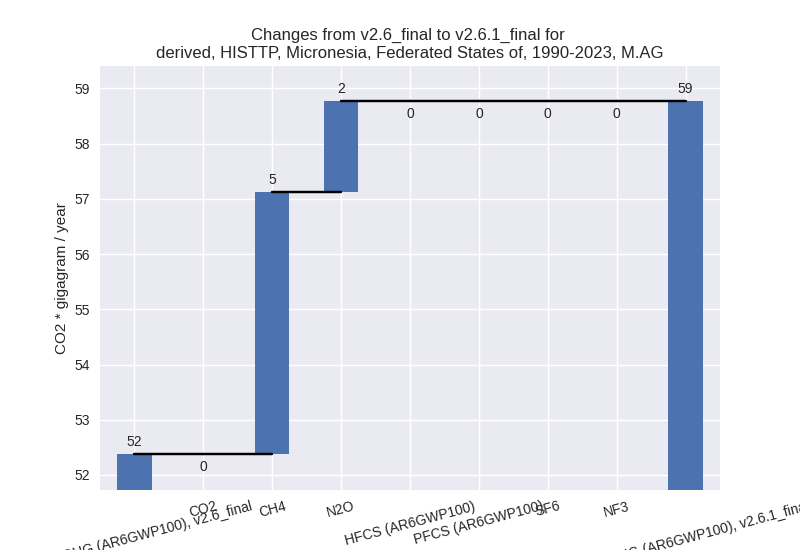 Changes from v2.6_final to v2.6.1_final for
derived, HISTTP, Micronesia, Federated States of, 1990-2023, M.AG
CO2 * gigagram / year
59
58
57
56
55
54
53
52
52
0
5
2
0
0
0
0
59
(AR6GWP100), v2.6_final
CO2
CH4
N2O
HFCS (AR6GWP100)
PFCS (AR6GWP100)
SF6
NF3
(AR6GWP100), v2.6.1_fina